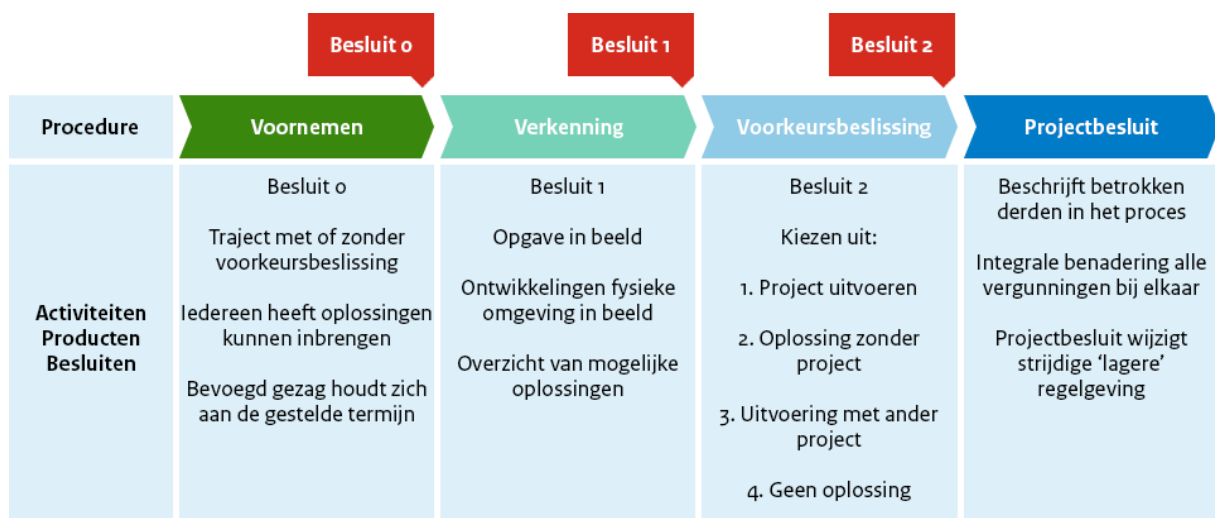 Besluit 0
Besluit 1
Besluit 2
Procedure
Voornemen
Verkenning
Voorkeursbeslissing
Projectbesluit
Activiteiten
Producten
Besluiten
Besluit 0
Traject met of zonder
voorkeursbeslissing
Iedereen heeft oplossingen
kunnen inbrengen
Bevoegd gezag houdt zich
aan de gestelde termijn
Besluit 1
Opgave in beeld
Ontwikkelingen fysieke
omgeving in beeld
Overzicht van mogelijke
oplossingen
Besluit 2
Kiezen uit:
1. Project uitvoeren
2. Oplossing zonder
project
3. Uitvoering met ander
project
4. Geen oplossing
Beschrijft betrokken
derden in het proces
Integrale benadering alle
vergunningen bij elkaar
Projectbesluit wijzigt
strijdige ‘lagere’
regelgeving